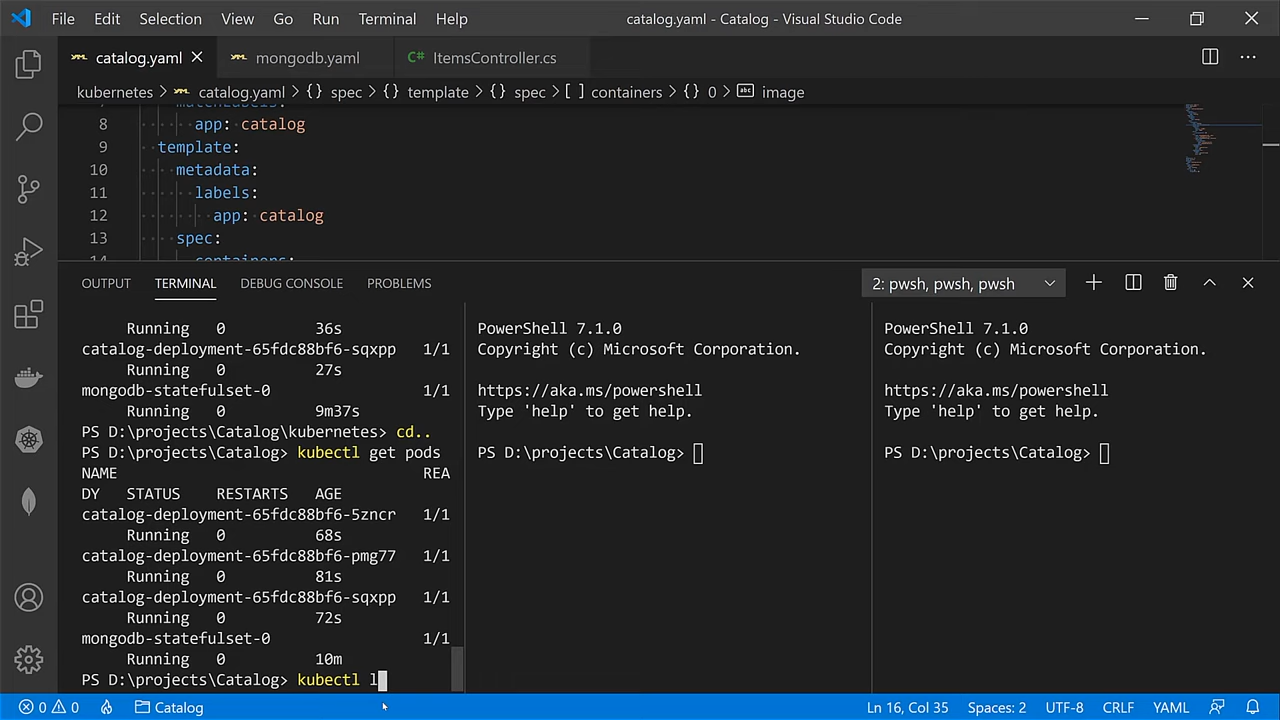 File Edit Selection View Go Run Terminal Help catalog.yaml - Catalog - Visual Studio Code
catalog.yaml mongodb.yaml C# ItemsController.cs
kubernetes > catalog.yaml > {} spec > {} template > {} spec > [ ] containers > {} 0 > abc image
8 app: catalog
9 template:
10 metadata:
11 labels:
12 app: catalog
13 spec:
14 containers:
OUTPUT TERMINAL DEBUG CONSOLE PROBLEMS 2: pwsh, pwsh, pwsh
Running 0 36s
catalog-deployment-65fdc88bf6-sqxpp 1/1
Running 0 27s
mongodb-statefulset-0 1/1
Running 0 9m37s
PS D:\projects\Catalog\kubernetes> cd..
PS D:\projects\Catalog> kubectl get pods
NAME REA
DY STATUS RESTARTS AGE
catalog-deployment-65fdc88bf6-5zncr 1/1
Running 0 68s
catalog-deployment-65fdc88bf6-pmg77 1/1
Running 0 81s
catalog-deployment-65fdc88bf6-sqxpp 1/1
Running 0 72s
mongodb-statefulset-0 1/1
Running 0 10m
PS D:\projects\Catalog> kubectl l
PowerShell 7.1.0
Copyright (c) Microsoft Corporation.
https://aka.ms/powershell
Type 'help' to get help.
PS D:\projects\Catalog>
PowerShell 7.1.0
Copyright (c) Microsoft Corporation.
https://aka.ms/powershell
Type 'help' to get help.
PS D:\projects\Catalog>
0 0 Catalog Ln 16, Col 35 Spaces: 2 UTF-8 CRLF YAML